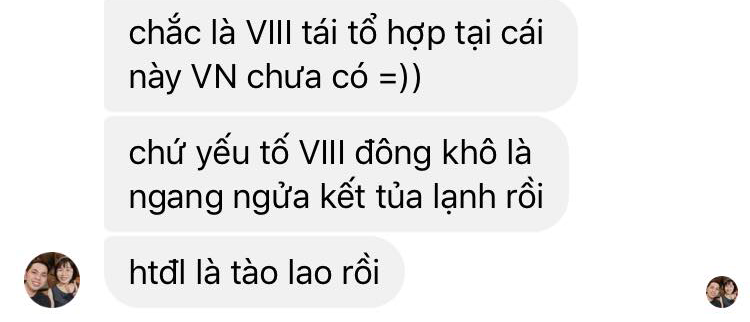 chắc là VIII tái tổ hợp tại cái
này VN chưa có =))
chứ yếu tố VIII đông khô là
ngang ngửa kết tủa lạnh rồi
htđl là tào lao rồi